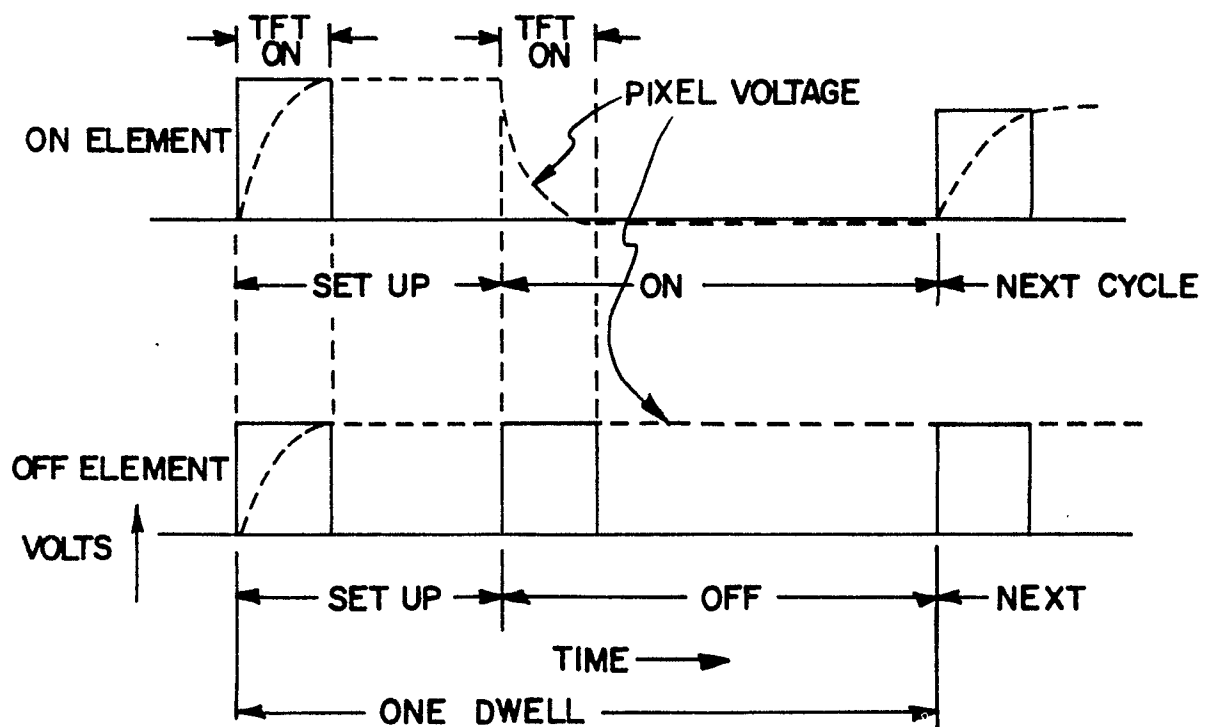 TFT
ON
TFT
ON
PIXEL VOLTAGE
ON ELEMENT
SET UP
ON
NEXT CYCLE
OFF ELEMENT
VOLTS
SET UP
OFF
NEXT
TIME
ONE DWELL